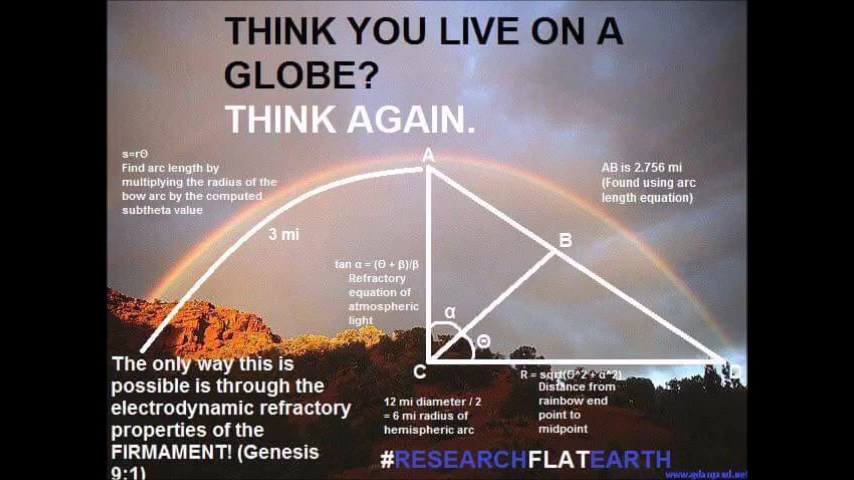 THINK YOU LIVE ON A
GLOBE?
THINK AGAIN.
s=rΘ
Find arc length by
multiplying the radius of the
bow arc by the computed
subtheta value
A
AB is 2.756 mi
(Found using arc
length equation)
3 mi
B
tan α = (Θ + β)/β
Refractory
equation of
atmospheric
light
α
Θ
C
D
R = sqrt(Θ^2 + α^2)
Distance from
rainbow end
point to
midpoint
The only way this is
possible is through the
electrodynamic refractory
properties of the
FIRMAMENT! (Genesis
9:1)
12 mi diameter / 2
= 6 mi radius of
hemispheric arc
#RESEARCHFLATEARTH